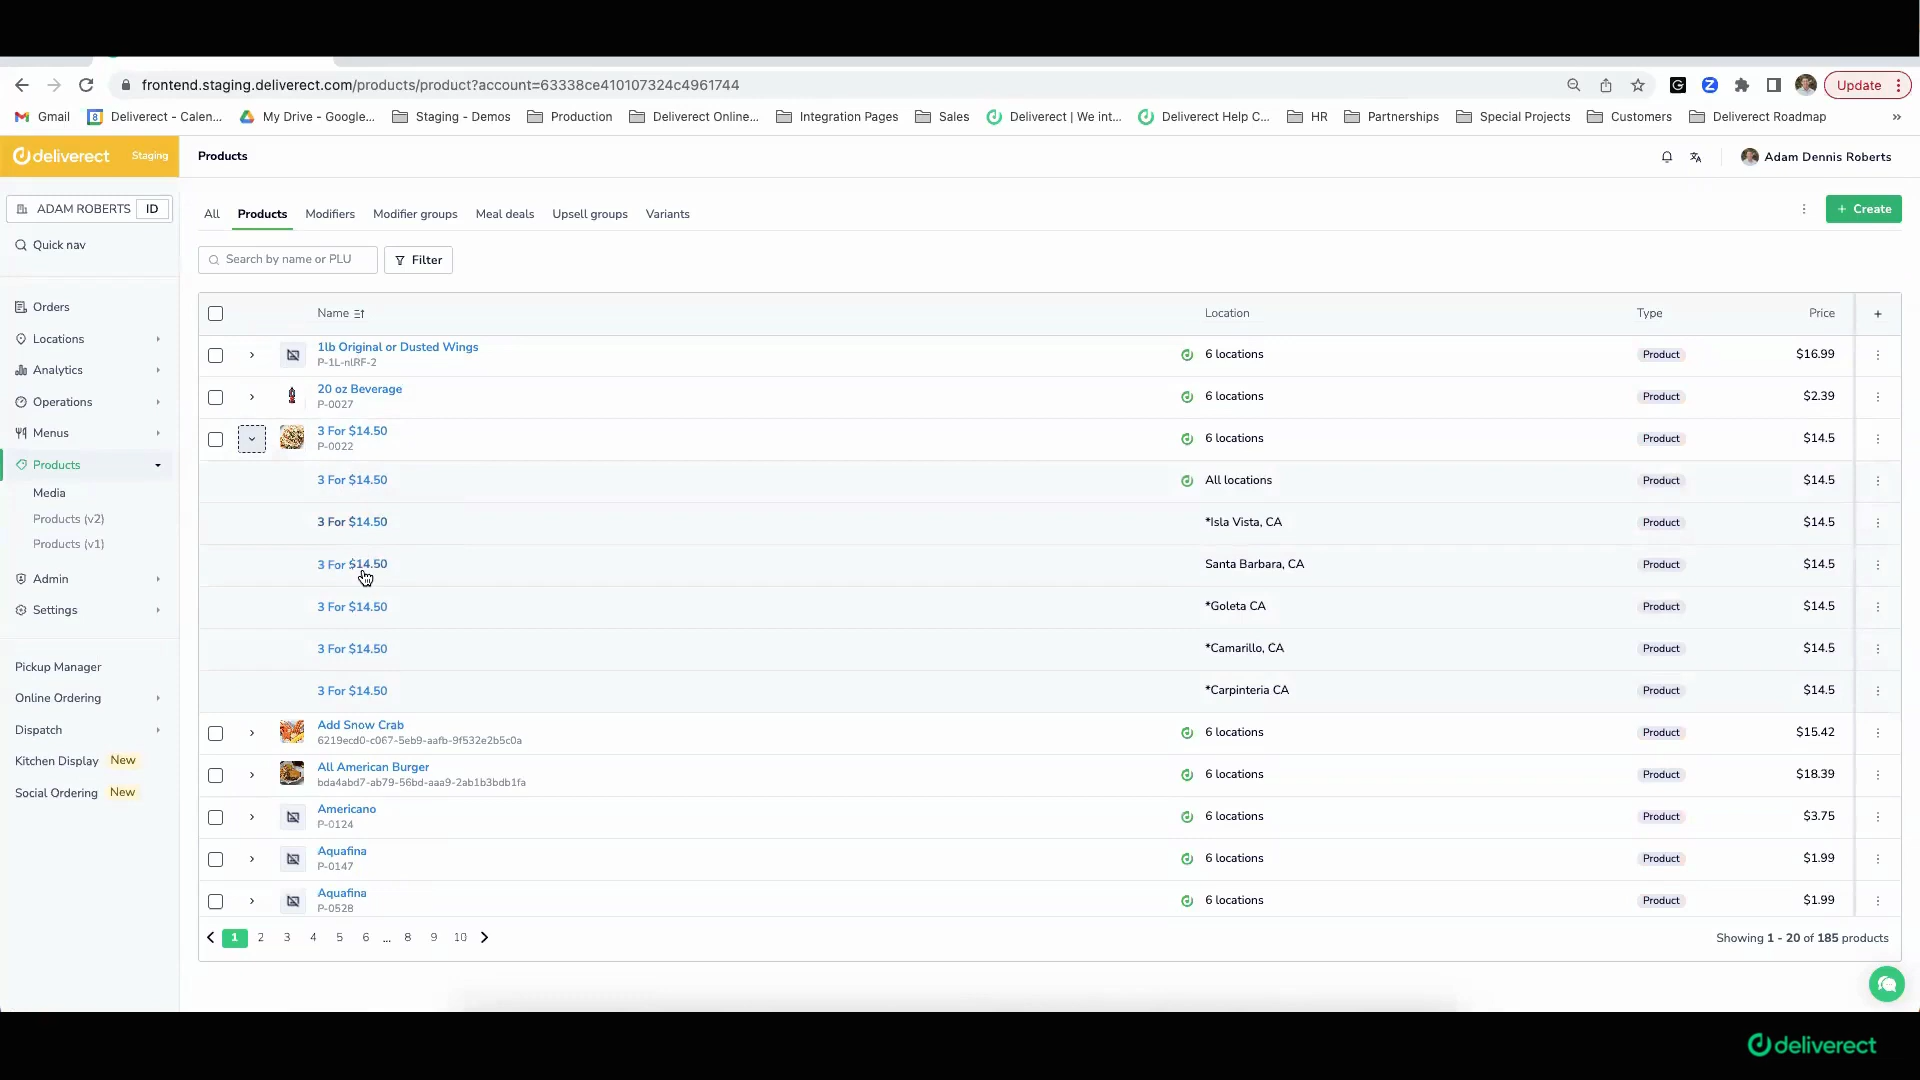 frontend.staging.deliverect.com/products/product?account=63338ce410107324c4961744
Update
Gmail
Deliverect - Calen...
My Drive - Google...
Staging - Demos
Production
Deliverect Online...
Integration Pages
Sales
Deliverect | We int...
Deliverect Help C...
HR
Partnerships
Special Projects
Customers
Deliverect Roadmap
»
deliverect
Staging
Products
Adam Dennis Roberts
ADAM ROBERTS
ID
Quick nav
Orders
Locations
Analytics
Operations
Menus
Products
Media
Products (v2)
Products (v1)
Admin
Settings
Pickup Manager
Online Ordering
Dispatch
Kitchen Display New
Social Ordering New
All
Products
Modifiers
Modifier groups
Meal deals
Upsell groups
Variants
+ Create
Search by name or PLU
Filter
Name
Location
Type
Price
+
1lb Original or Dusted Wings
P-1L-nlRF-2
6 locations
Product
$16.99
20 oz Beverage
P-0027
6 locations
Product
$2.39
3 For $14.50
P-0022
6 locations
Product
$14.5
3 For $14.50
All locations
Product
$14.5
3 For $14.50
*Isla Vista, CA
Product
$14.5
3 For $14.50
Santa Barbara, CA
Product
$14.5
3 For $14.50
*Goleta CA
Product
$14.5
3 For $14.50
*Camarillo, CA
Product
$14.5
3 For $14.50
*Carpinteria CA
Product
$14.5
Add Snow Crab
6219ecd0-c067-5eb9-aafb-9f532e2b5c0a
6 locations
Product
$15.42
All American Burger
bda4abd7-ab79-56bd-aaa9-2ab1b3bdb1fa
6 locations
Product
$18.39
Americano
P-0124
6 locations
Product
$3.75
Aquafina
P-0147
6 locations
Product
$1.99
Aquafina
P-0528
6 locations
Product
$1.99
1 2 3 4 5 6 ... 8 9 10
Showing 1 - 20 of 185 products
deliverect